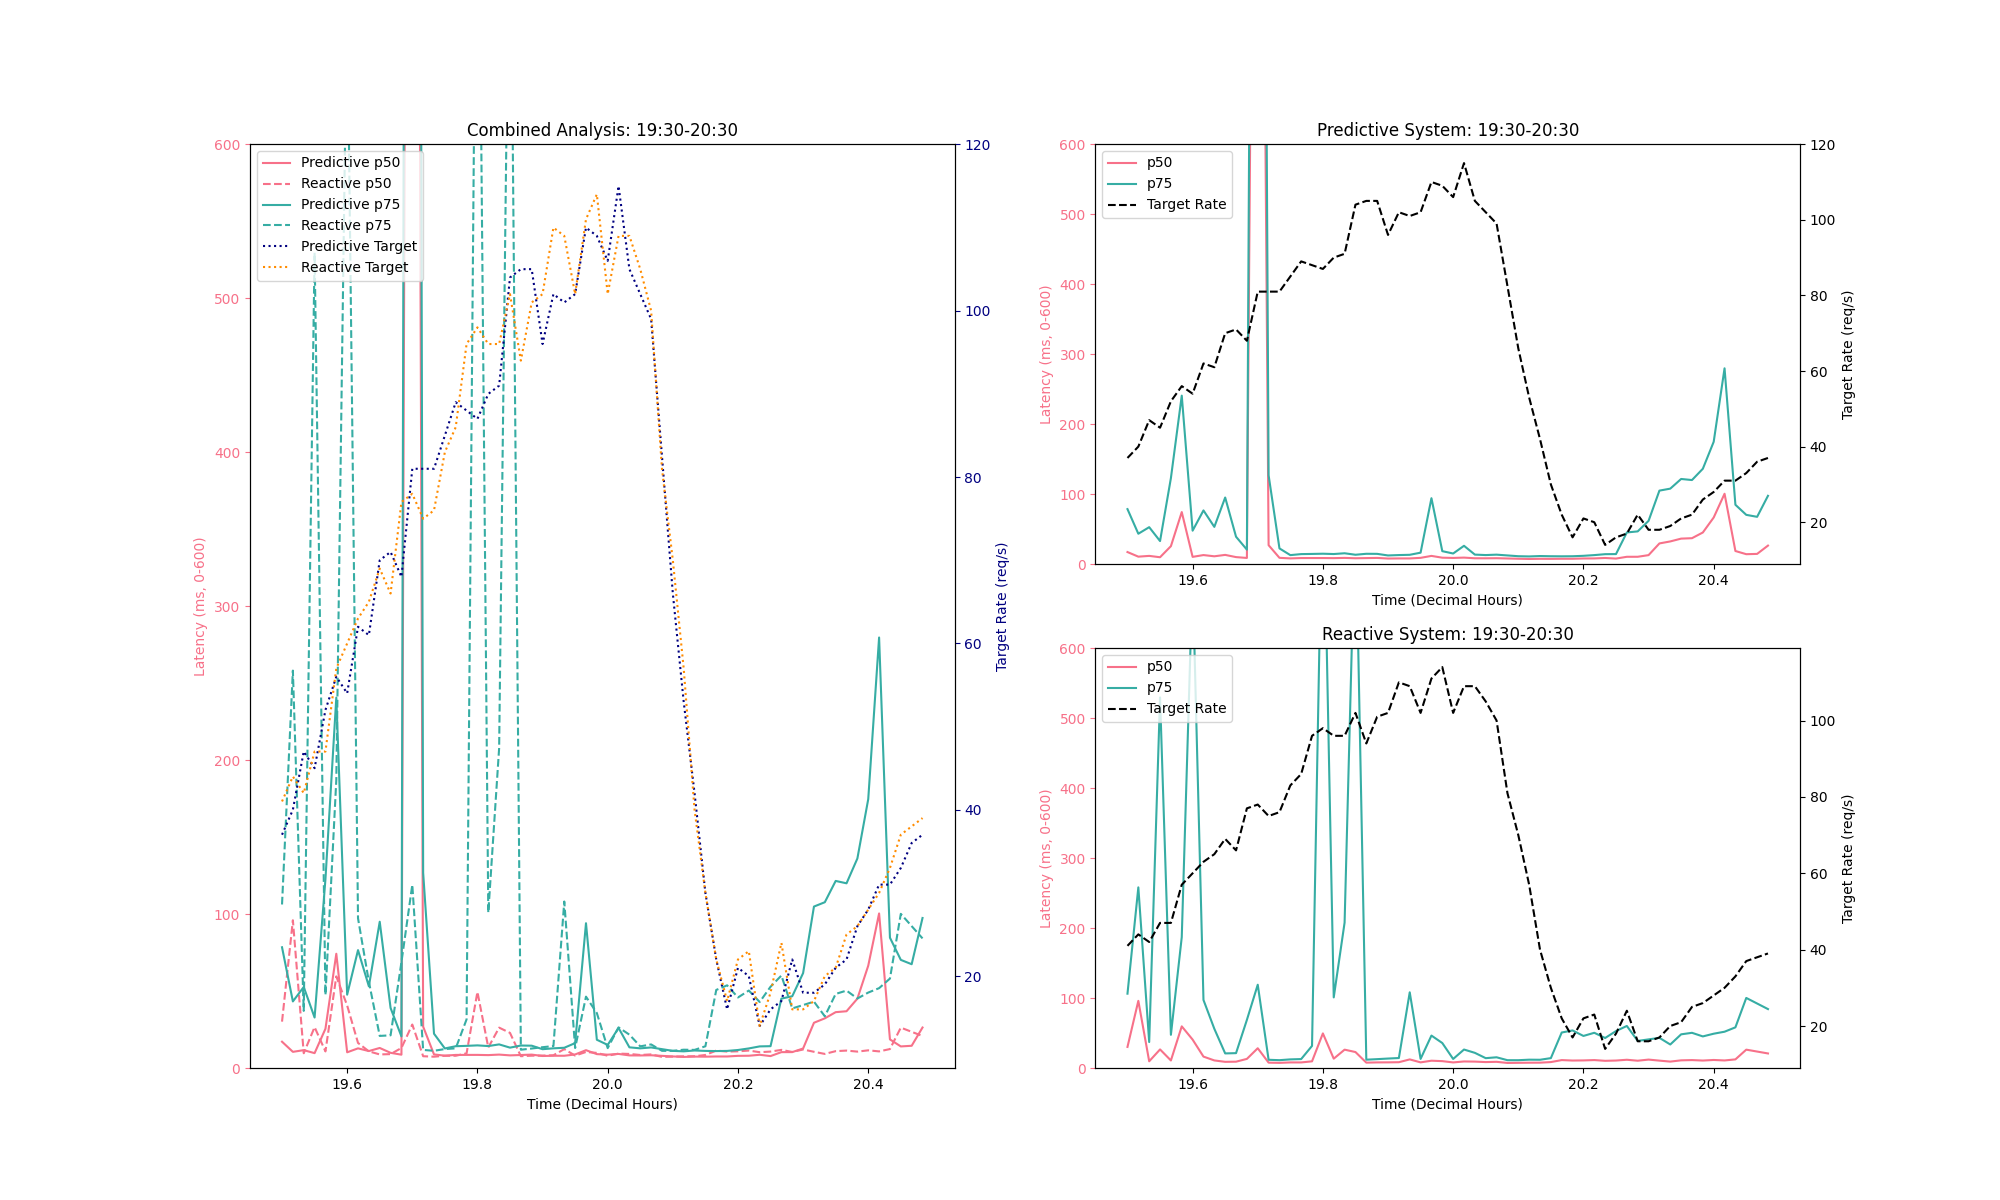 Combined Analysis: 19:30-20:30
600
500
400
300
200
100
0
Latency (ms, 0-600)
Predictive p50
Reactive p50
Predictive p75
Reactive p75
Predictive Target
Reactive Target
120
100
80
60
40
20
Target Rate (req/s)
19.6 19.8 20.0 20.2 20.4
Time (Decimal Hours)
Predictive System: 19:30-20:30
600
500
400
300
200
100
0
Latency (ms, 0-600)
p50
p75
Target Rate
120
100
80
60
40
20
Target Rate (req/s)
19.6 19.8 20.0 20.2 20.4
Time (Decimal Hours)
Reactive System: 19:30-20:30
600
500
400
300
200
100
0
Latency (ms, 0-600)
p50
p75
Target Rate
100
80
60
40
20
Target Rate (req/s)
19.6 19.8 20.0 20.2 20.4
Time (Decimal Hours)